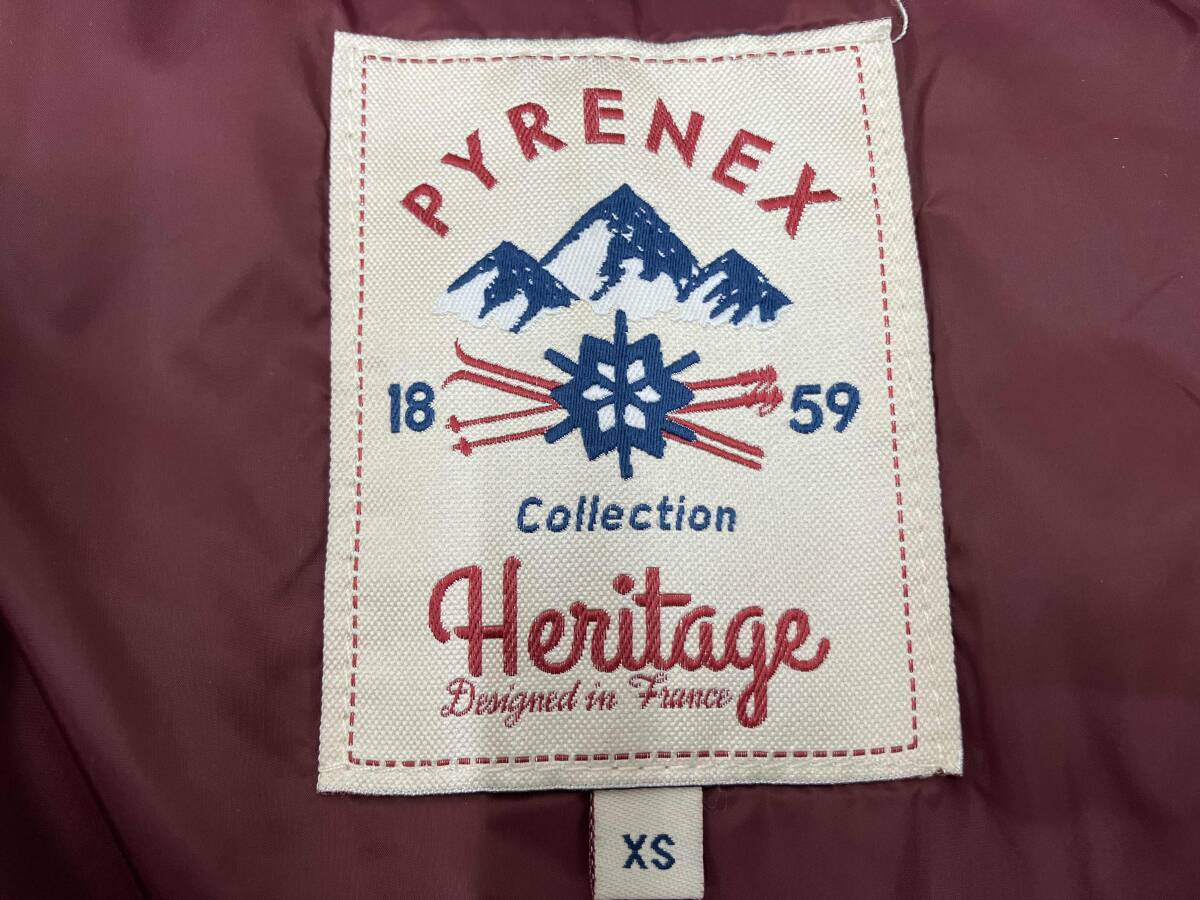 PYRENEX
18 59
Collection
Heritage
Designed in France
XS